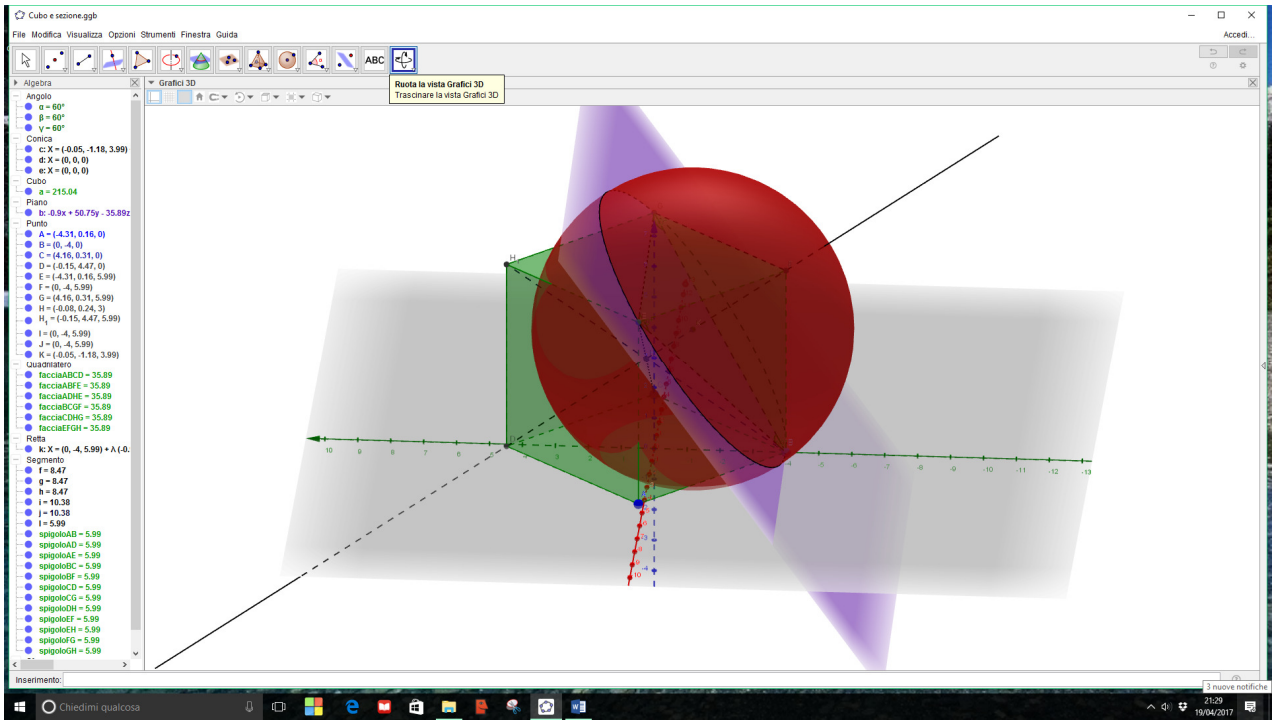 Cubo e sezione.ggb
File Modifica Visualizza Opzioni Strumenti Finestra Guida
Accedi...
ABC
Algebra
Grafici 3D
Ruota la vista Grafici 3D
Trascinare la vista Grafici 3D
Angolo
α = 60°
β = 60°
γ = 60°
Conica
c: X = (-0.05, -1.18, 3.99)
d: X = (0, 0, 0)
e: X = (0, 0, 0)
Cubo
a = 215.04
Piano
b: -0.9x + 50.75y - 35.89z
Punto
A = (-4.31, 0.16, 0)
B = (0, -4, 0)
C = (4.16, 0.31, 0)
D = (-0.15, 4.47, 0)
E = (-4.31, 0.16, 5.99)
F = (0, -4, 5.99)
G = (4.16, 0.31, 5.99)
H = (-0.08, 0.24, 3)
H1 = (-0.15, 4.47, 5.99)
I = (0, -4, 5.99)
J = (0, -4, 5.99)
K = (-0.05, -1.18, 3.99)
Quadrilatero
facciaABCD = 35.89
facciaABFE = 35.89
facciaADHE = 35.89
facciaBCGF = 35.89
facciaCDHG = 35.89
facciaEFGH = 35.89
Retta
k: X = (0, -4, 5.99) + λ (-0.
Segmento
f = 8.47
g = 8.47
h = 8.47
i = 10.38
j = 10.38
l = 5.99
spigoloAB = 5.99
spigoloAD = 5.99
spigoloAE = 5.99
spigoloBC = 5.99
spigoloBF = 5.99
spigoloCD = 5.99
spigoloCG = 5.99
spigoloDH = 5.99
spigoloEF = 5.99
spigoloEH = 5.99
spigoloFG = 5.99
spigoloGH = 5.99
H
D
10 9 8 7 6 5 4 3 2 -4 -5 -6 -7 -8 -9 -10 -11 -12 -13
6
-3
8
9
-4
10
Inserimento:
3 nuove notifiche
Chiedimi qualcosa
21:29
19/04/2017